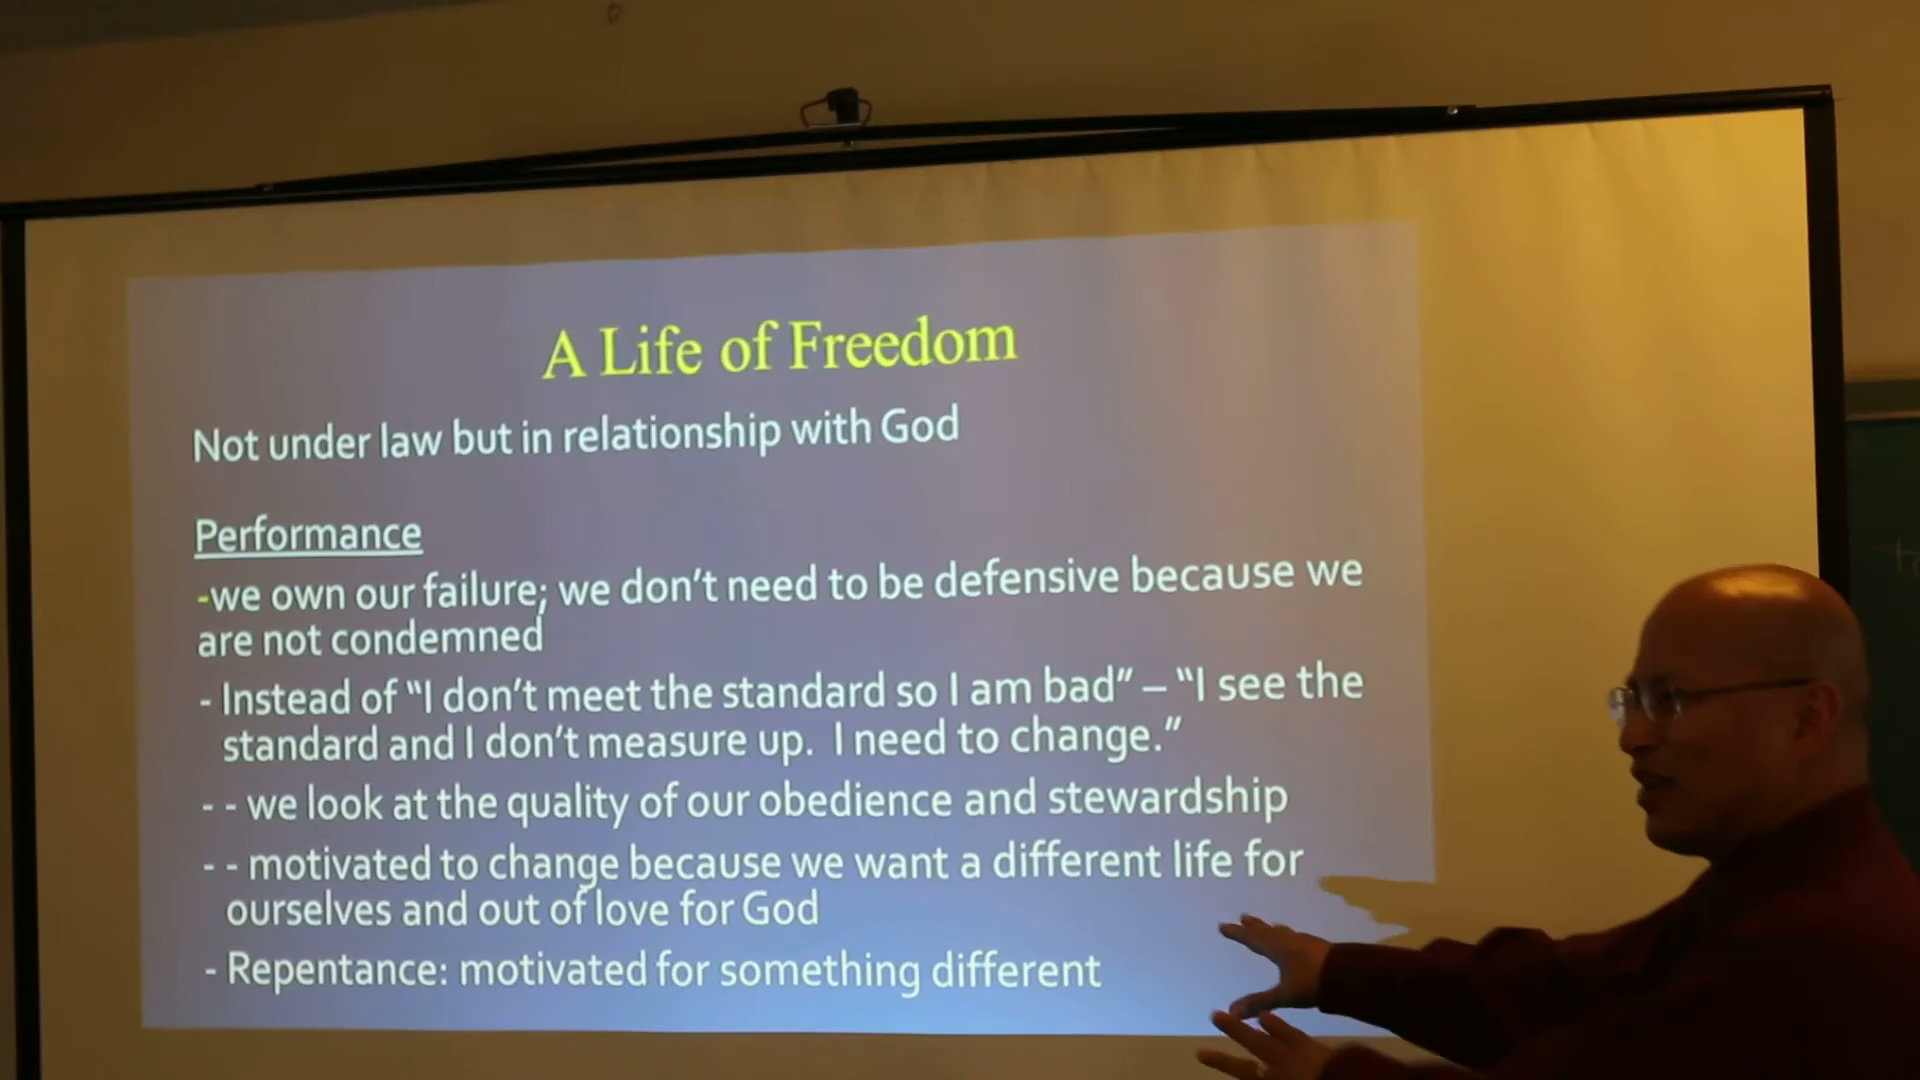 A Life of Freedom
Not under law but in relationship with God
Performance
-we own our failure; we don’t need to be defensive because we
are not condemned
- Instead of “I don’t meet the standard so I am bad” – “I see the
standard and I don’t measure up.  I need to change.”
- - we look at the quality of our obedience and stewardship
- - motivated to change because we want a different life for
ourselves and out of love for God
- Repentance: motivated for something different